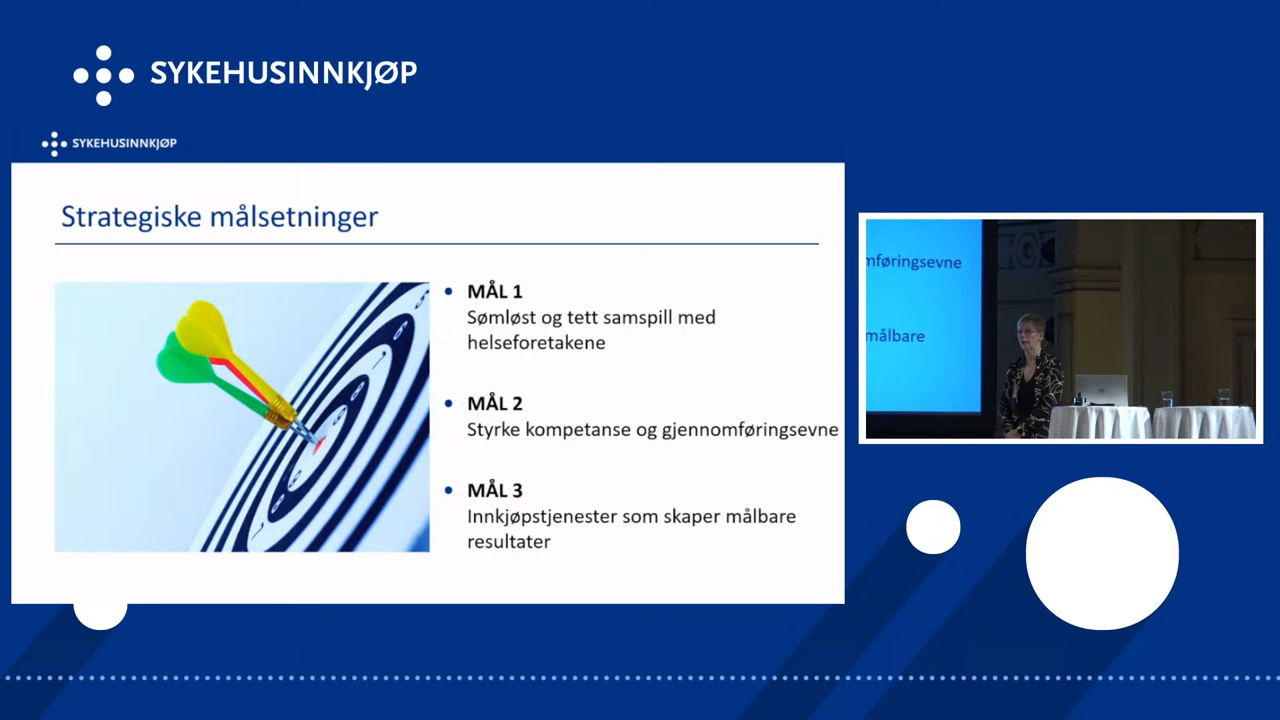 SYKEHUSINNKJØP
SYKEHUSINNKJØP
Strategiske målsetninger
• MÅL 1
Sømløst og tett samspill med
helseforetakene
• MÅL 2
Styrke kompetanse og gjennomføringsevne
• MÅL 3
Innkjøpstjenester som skaper målbare
resultater
mføringsevne
målbare